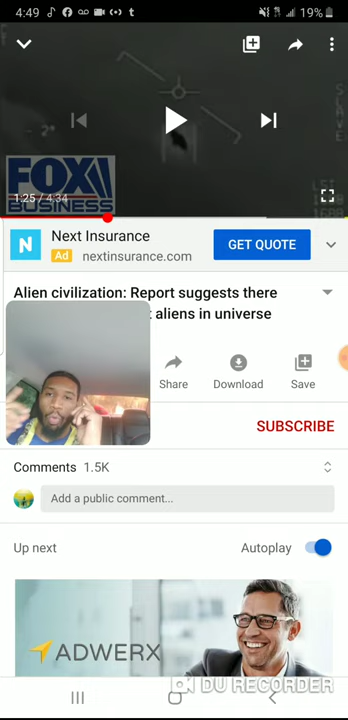 4:49
19%
FOX
BUSINESS
1:25 / 4:34
N
Next Insurance
Ad nextinsurance.com
GET QUOTE
Alien civilization: Report suggests there
aliens in universe
Share
Download
Save
SUBSCRIBE
Comments 1.5K
Add a public comment...
Up next
Autoplay
ADWERX
DU RECORDER